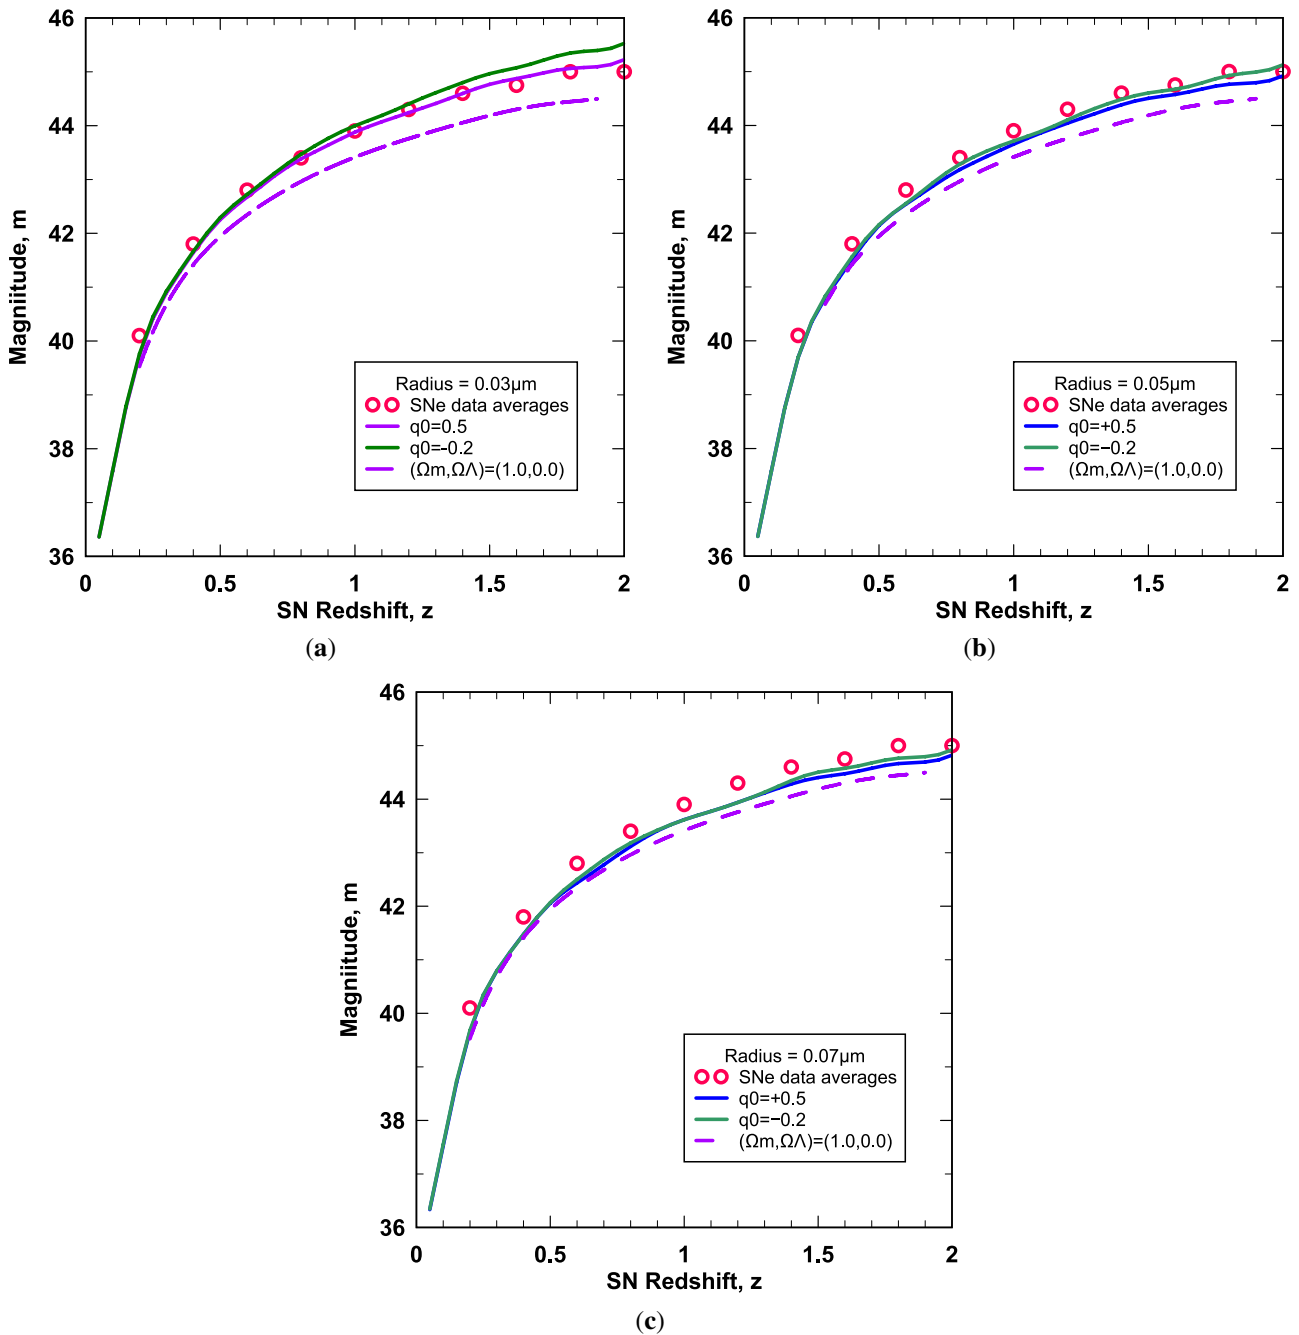 46
44
42
40
38
36
Magniitude, m
0
0.5
1
1.5
2
SN Redshift, z
Radius = 0.03μm
SNe data averages
q0=0.5
q0=-0.2
(Ωm,ΩΛ)=(1.0,0.0)
(a)
46
44
42
40
38
36
Magniitude, m
0
0.5
1
1.5
2
SN Redshift, z
Radius = 0.05μm
SNe data averages
q0=+0.5
q0=−0.2
(Ωm,ΩΛ)=(1.0,0.0)
(b)
46
44
42
40
38
36
Magniitude, m
0
0.5
1
1.5
2
SN Redshift, z
Radius = 0.07μm
SNe data averages
q0=+0.5
q0=−0.2
(Ωm,ΩΛ)=(1.0,0.0)
(c)